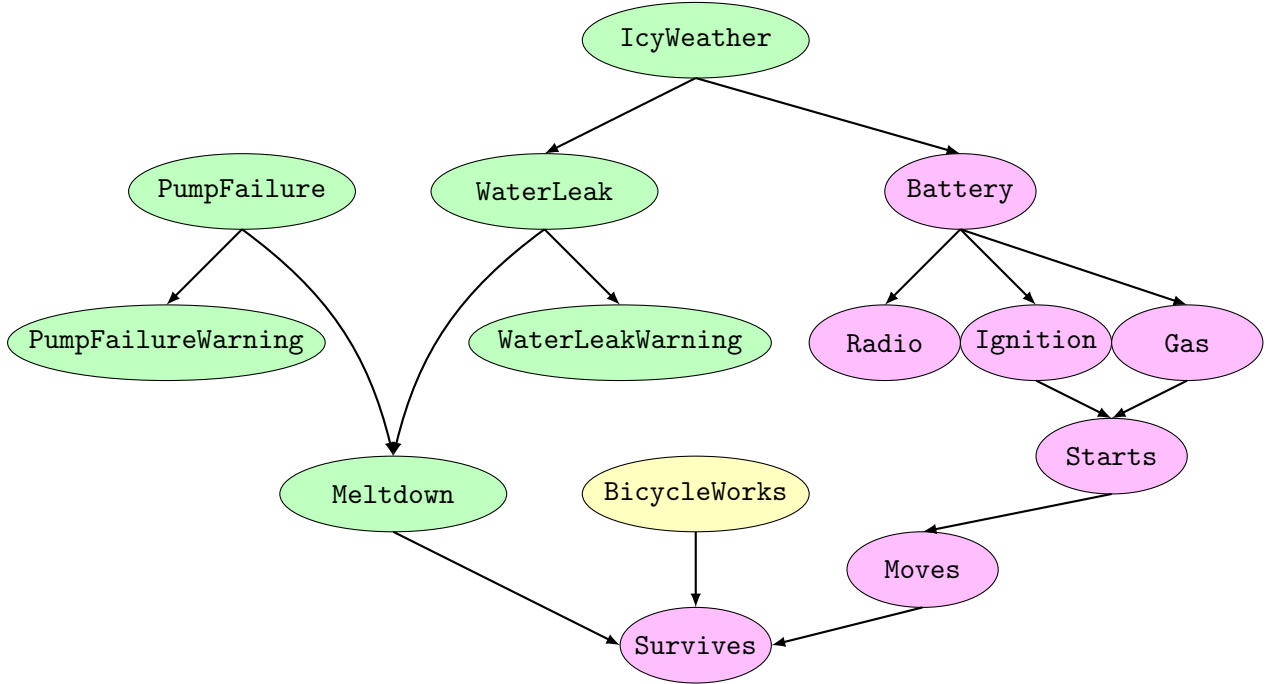 IcyWeather
PumpFailure
WaterLeak
Battery
PumpFailureWarning
WaterLeakWarning
Radio
Ignition
Gas
Starts
Meltdown
BicycleWorks
Moves
Survives